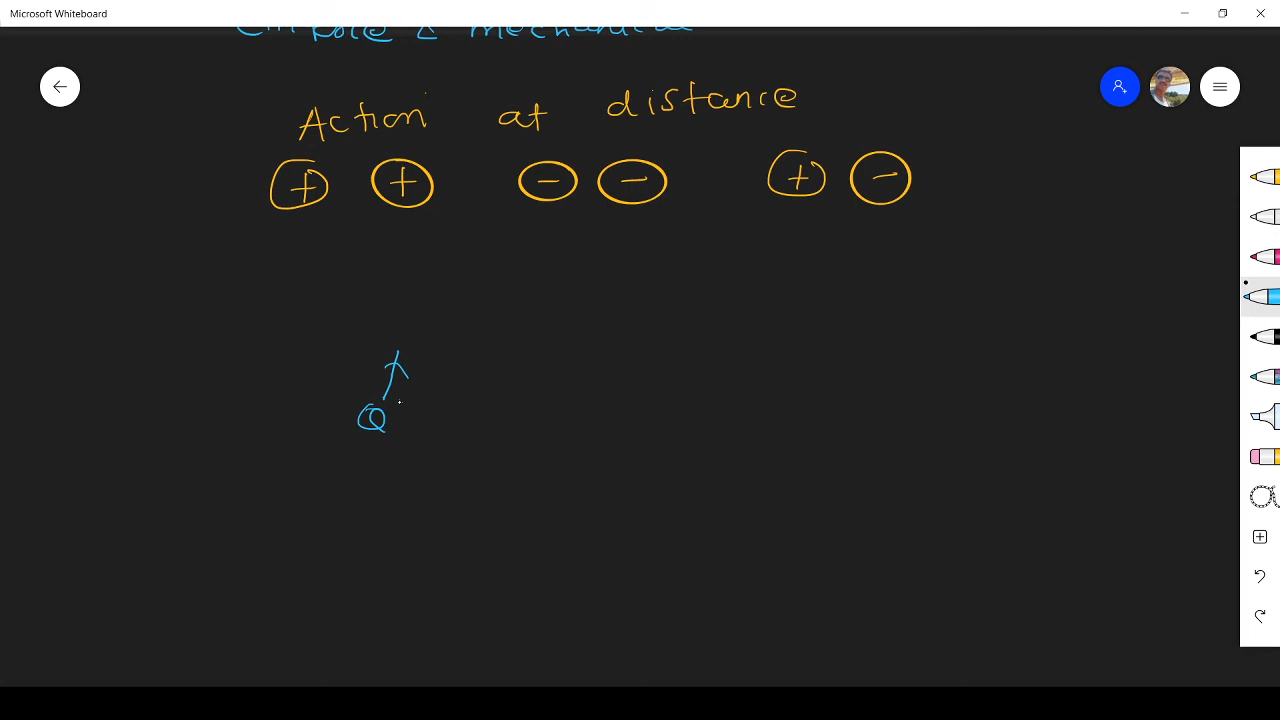 Microsoft Whiteboard
Action at distance
+ + - - + -
Q